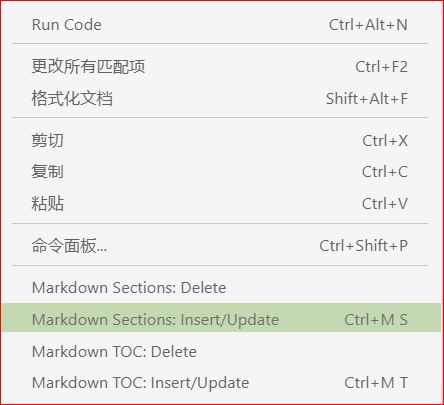 Run Code Ctrl+Alt+N
更改所有匹配项 Ctrl+F2
格式化文档 Shift+Alt+F
剪切 Ctrl+X
复制 Ctrl+C
粘贴 Ctrl+V
命令面板... Ctrl+Shift+P
Markdown Sections: Delete
Markdown Sections: Insert/Update Ctrl+M S
Markdown TOC: Delete
Markdown TOC: Insert/Update Ctrl+M T